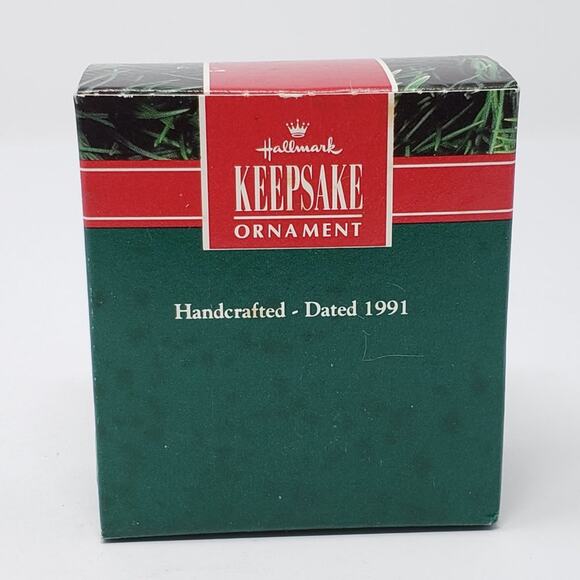 Hallmark
KEEPSAKE
ORNAMENT
Handcrafted - Dated 1991